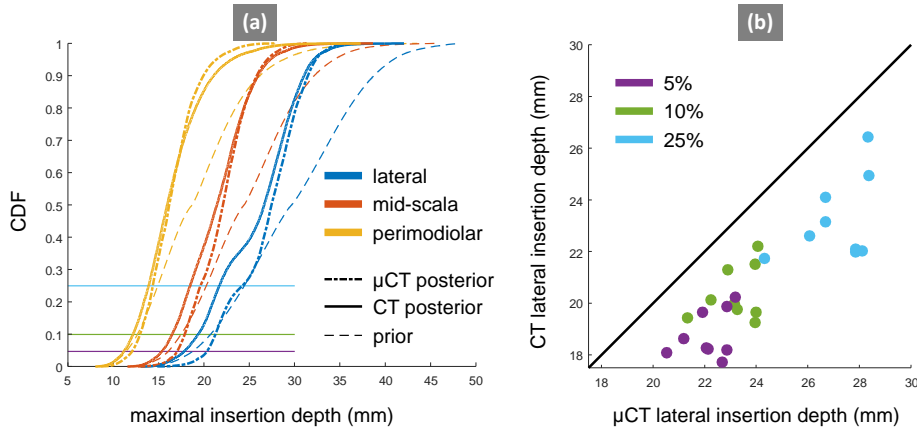 (a)
CDF
1
0.9
0.8
0.7
0.6
0.5
0.4
0.3
0.2
0.1
0
5 10 15 20 25 30 35 40 45 50
maximal insertion depth (mm)
lateral
mid-scala
perimodiolar
µCT posterior
CT posterior
prior
(b)
CT lateral insertion depth (mm)
30
28
26
24
22
20
18
18 20 22 24 26 28 30
µCT lateral insertion depth (mm)
5%
10%
25%